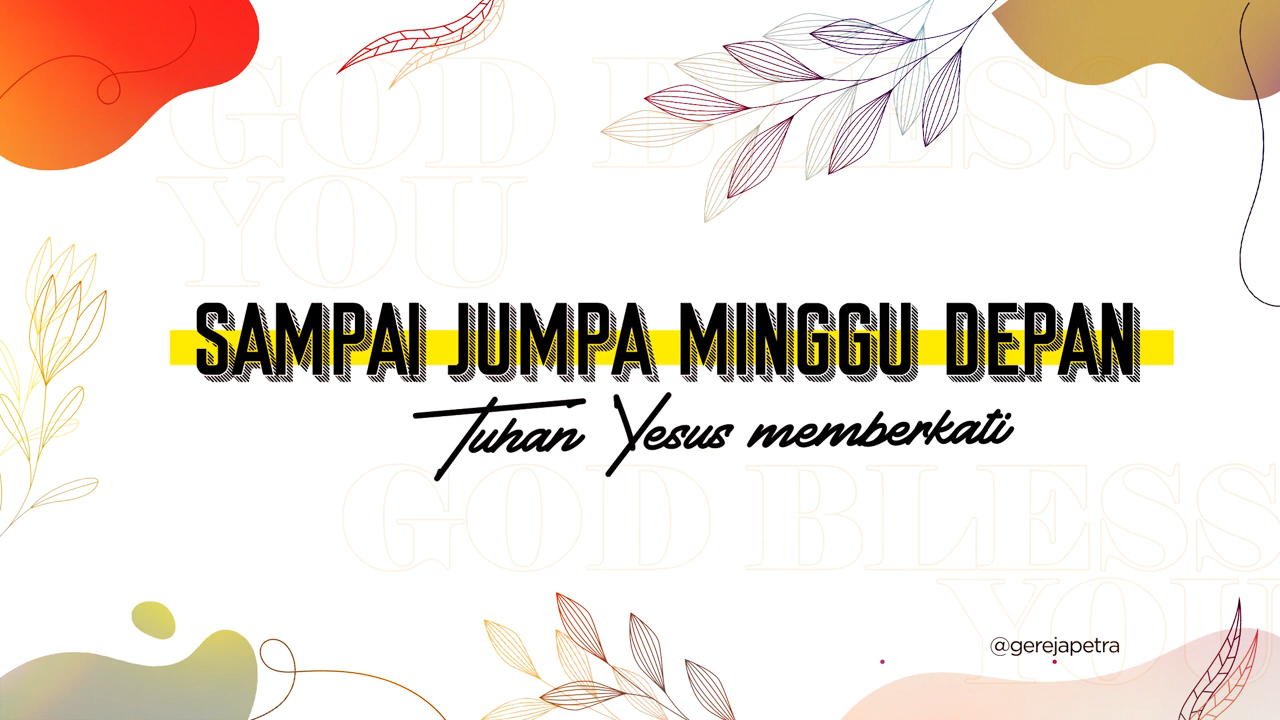 GOD BLESS
YOU
SAMPAI JUMPA MINGGU DEPAN
Tuhan Yesus memberkati
GOD BLESS
YOU
@gerejapetra